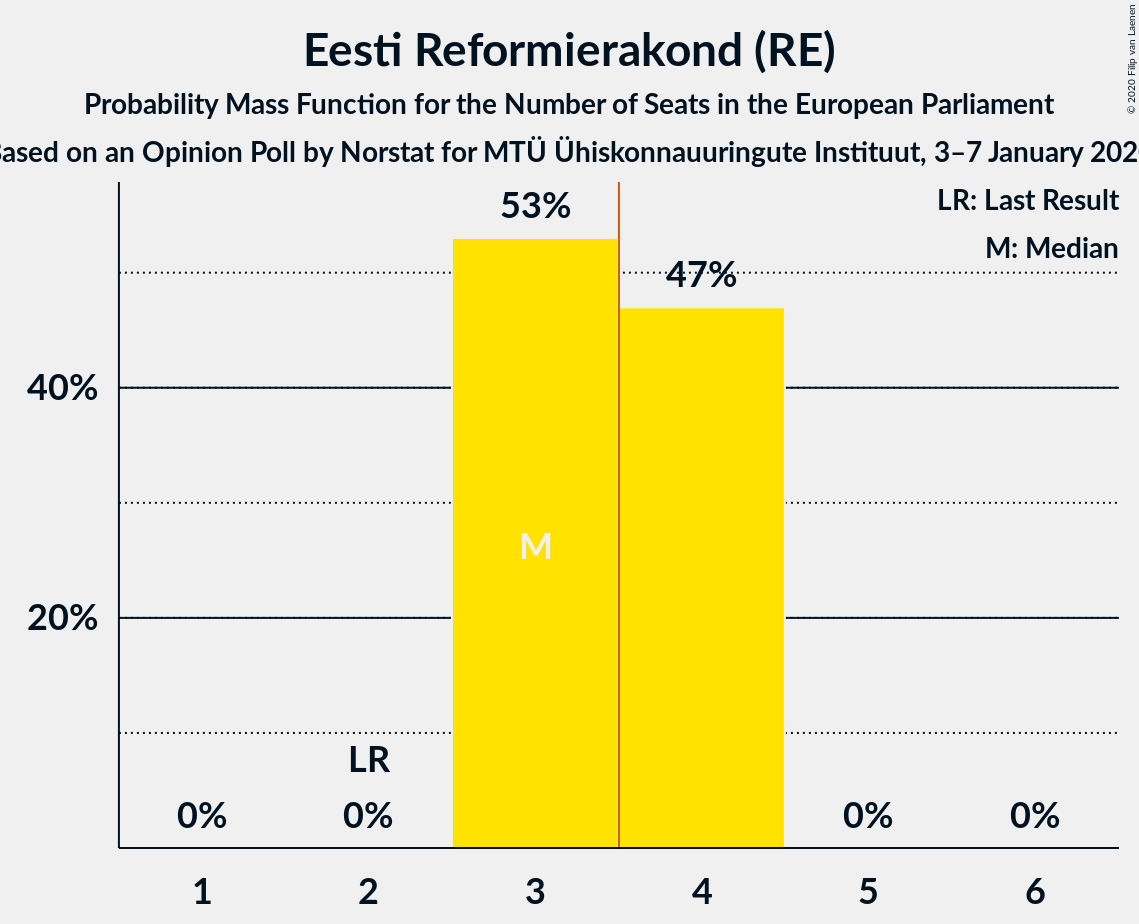 Eesti Reformierakond (RE)
Probability Mass Function for the Number of Seats in the European Parliament
Based on an Opinion Poll by Norstat for MTÜ Ühiskonnauuringute Instituut, 3–7 January 2020
© 2020 Filip van Laenen
LR: Last Result
M: Median
53%
47%
40%
M
20%
LR
0%
0%
0%
0%
1
2
3
4
5
6